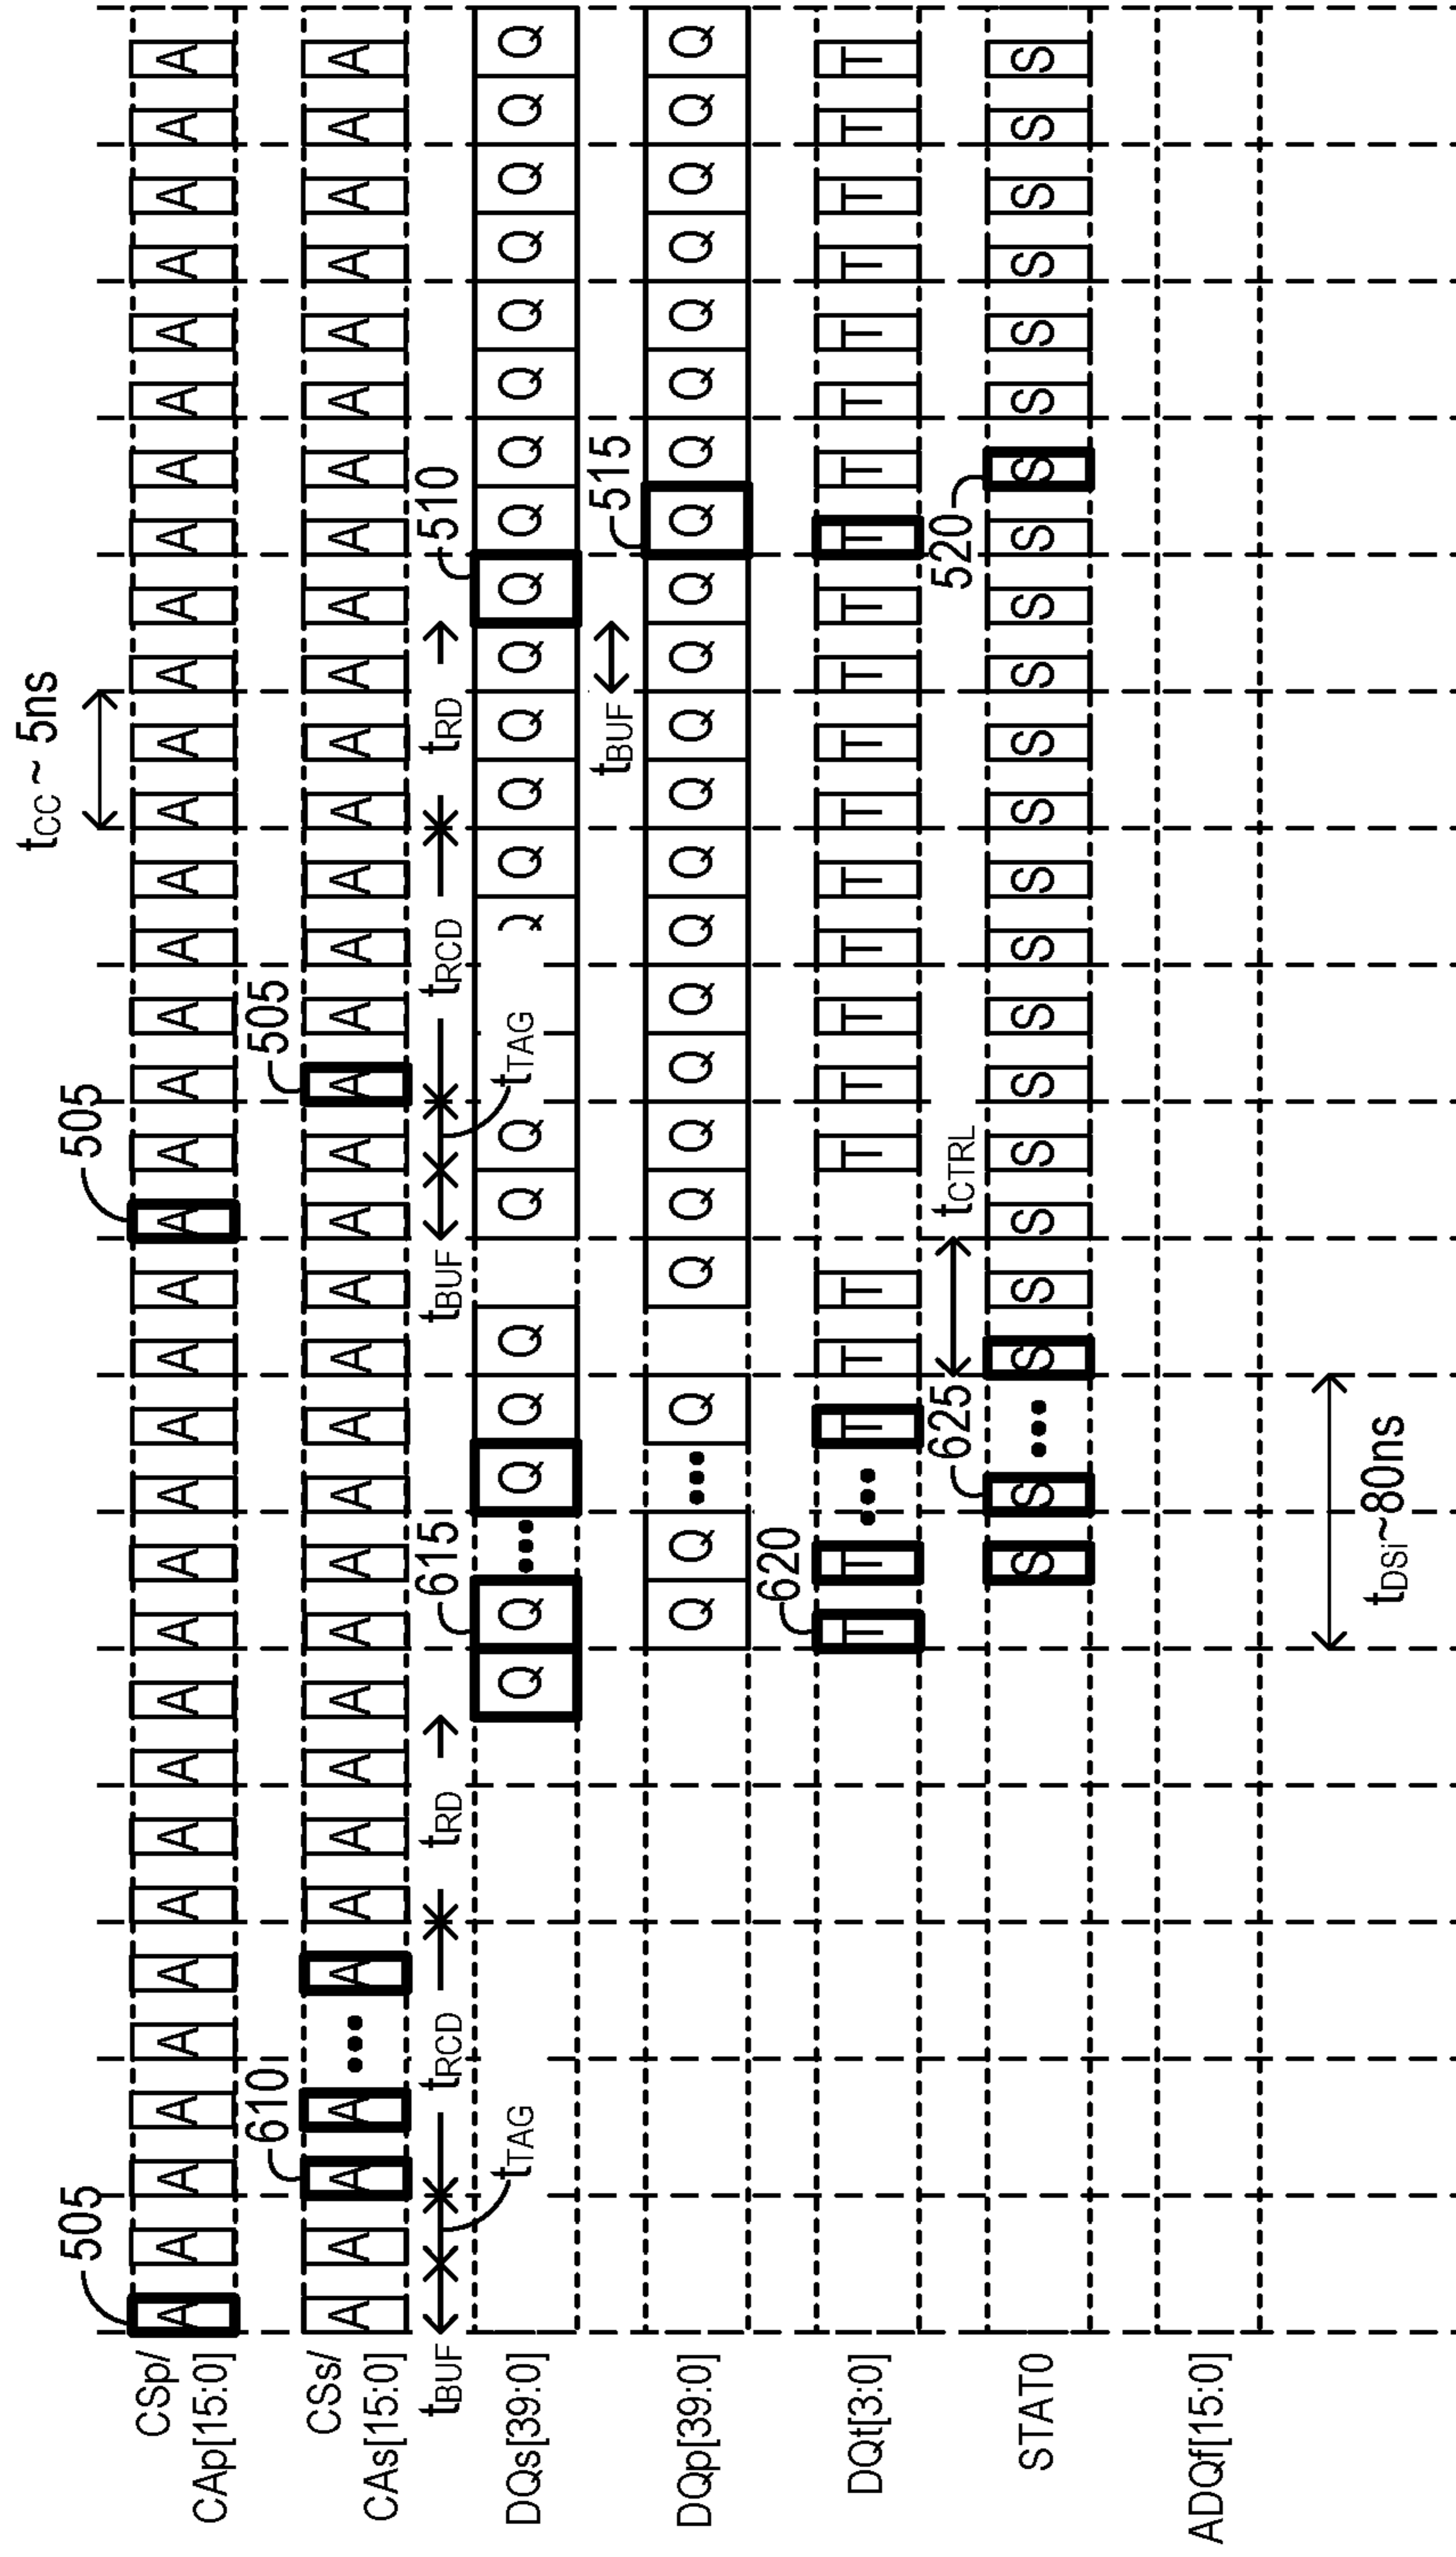 tCC ~ 5ns
505 505
CSp/
A A A A A A A A A A A A A A A A A A A A A A A A A A A A A A A A A A
CAp[15:0]
610 505
CSs/
A A A A ••• A A A A A A A A A A A A A A A A A A A A A A A A A A A A A
CAs[15:0]
tBUF tRCD tRD 615 tBUF tRCD tRD 510
tTAG tTAG
DQs[39:0] Q Q ••• Q Q Q Q Q Q Q Q Q Q Q Q Q Q Q Q Q Q Q
tBUF 515
DQp[39:0] Q Q ••• Q Q Q Q Q Q Q Q Q Q Q Q Q Q Q Q Q Q Q Q
620
DQt[3:0] T T ••• T T T T T T T T T T T T T T T T T T T T
625 tCTRL 520
STAT0 S S ••• S S S S S S S S S S S S S S S S S S S S
ADQf[15:0]
tDSi~80ns